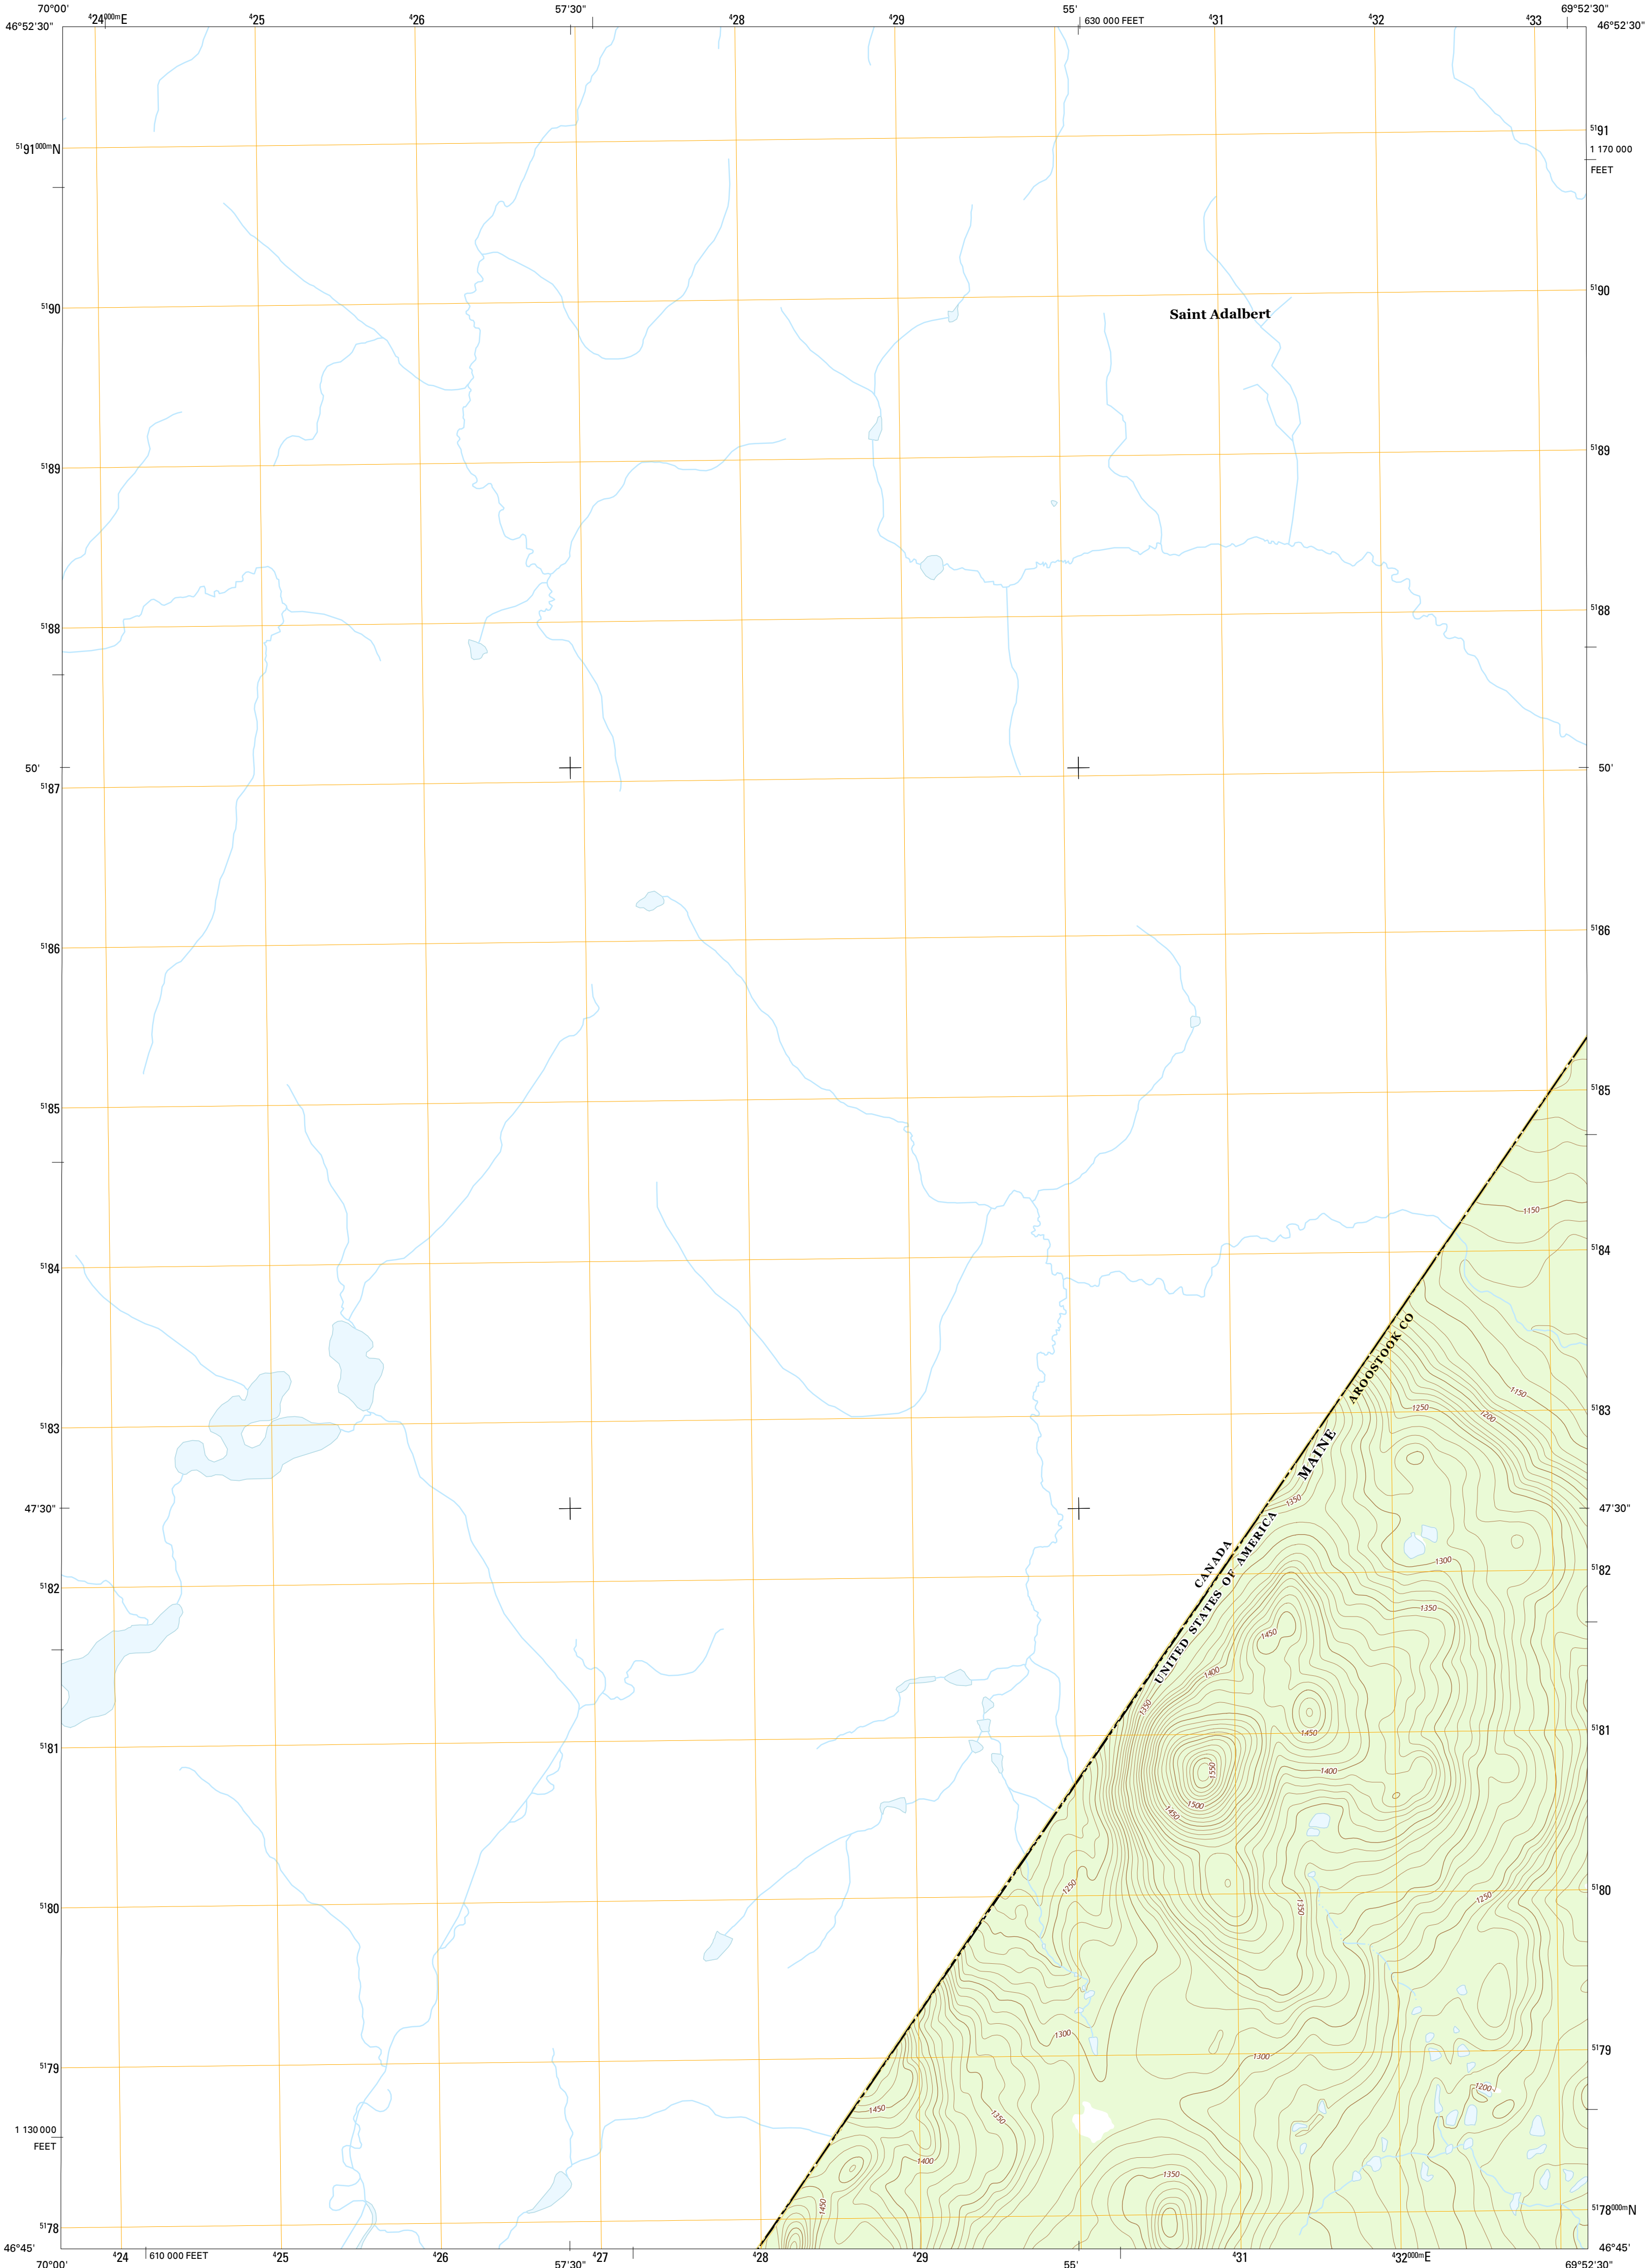 70°00' 57'30" 55' 69°52'30"
46°52'30" ⁴24⁰⁰⁰ᵐE ⁴25 ⁴26 ⁴28 ⁴29 630 000 FEET ⁴31 ⁴32 ⁴33 46°52'30"
⁵¹91
⁵¹91⁰⁰⁰ᵐN 1 170 000
FEET
⁵¹90 ⁵¹90
Saint Adalbert
⁵¹89 ⁵¹89
⁵¹88 ⁵¹88
50' 50'
⁵¹87
⁵¹86 ⁵¹86
⁵¹85 ⁵¹85
1150
⁵¹84 ⁵¹84
AROOSTOOK CO
1150
1250
1200
⁵¹83 ⁵¹83
MAINE
1350
47'30" 47'30"
CANADA
UNITED STATES OF AMERICA
1300
⁵¹82 ⁵¹82
1350
1450
1400
1350
1450
⁵¹81 ⁵¹81
1400
1550
1500
1450
1250
1250
1350
⁵¹80 ⁵¹80
1300
1300
⁵¹79 ⁵¹79
1200
1450
1350
1 130 000
FEET
1400
1350
1450
⁵¹78 ⁵¹78⁰⁰⁰ᵐN
46°45' ⁴24 610 000 FEET ⁴25 ⁴26 ⁴27 ⁴28 ⁴29 ⁴31 ⁴32⁰⁰⁰ᵐE 46°45'
70°00' 57'30" 55' 69°52'30"